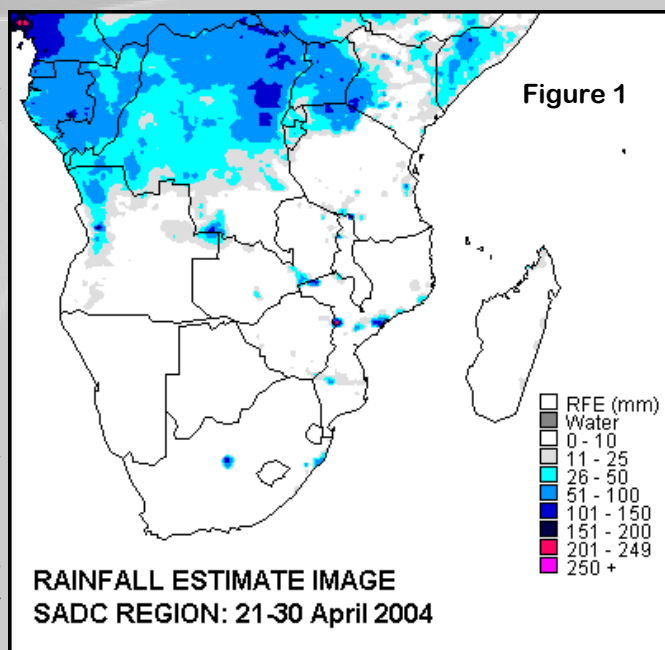 Figure 1
RFE (mm)
Water
0 - 10
11 - 25
26 - 50
51 - 100
101 - 150
151 - 200
201 - 249
250 +
RAINFALL ESTIMATE IMAGE
SADC REGION: 21-30 April 2004